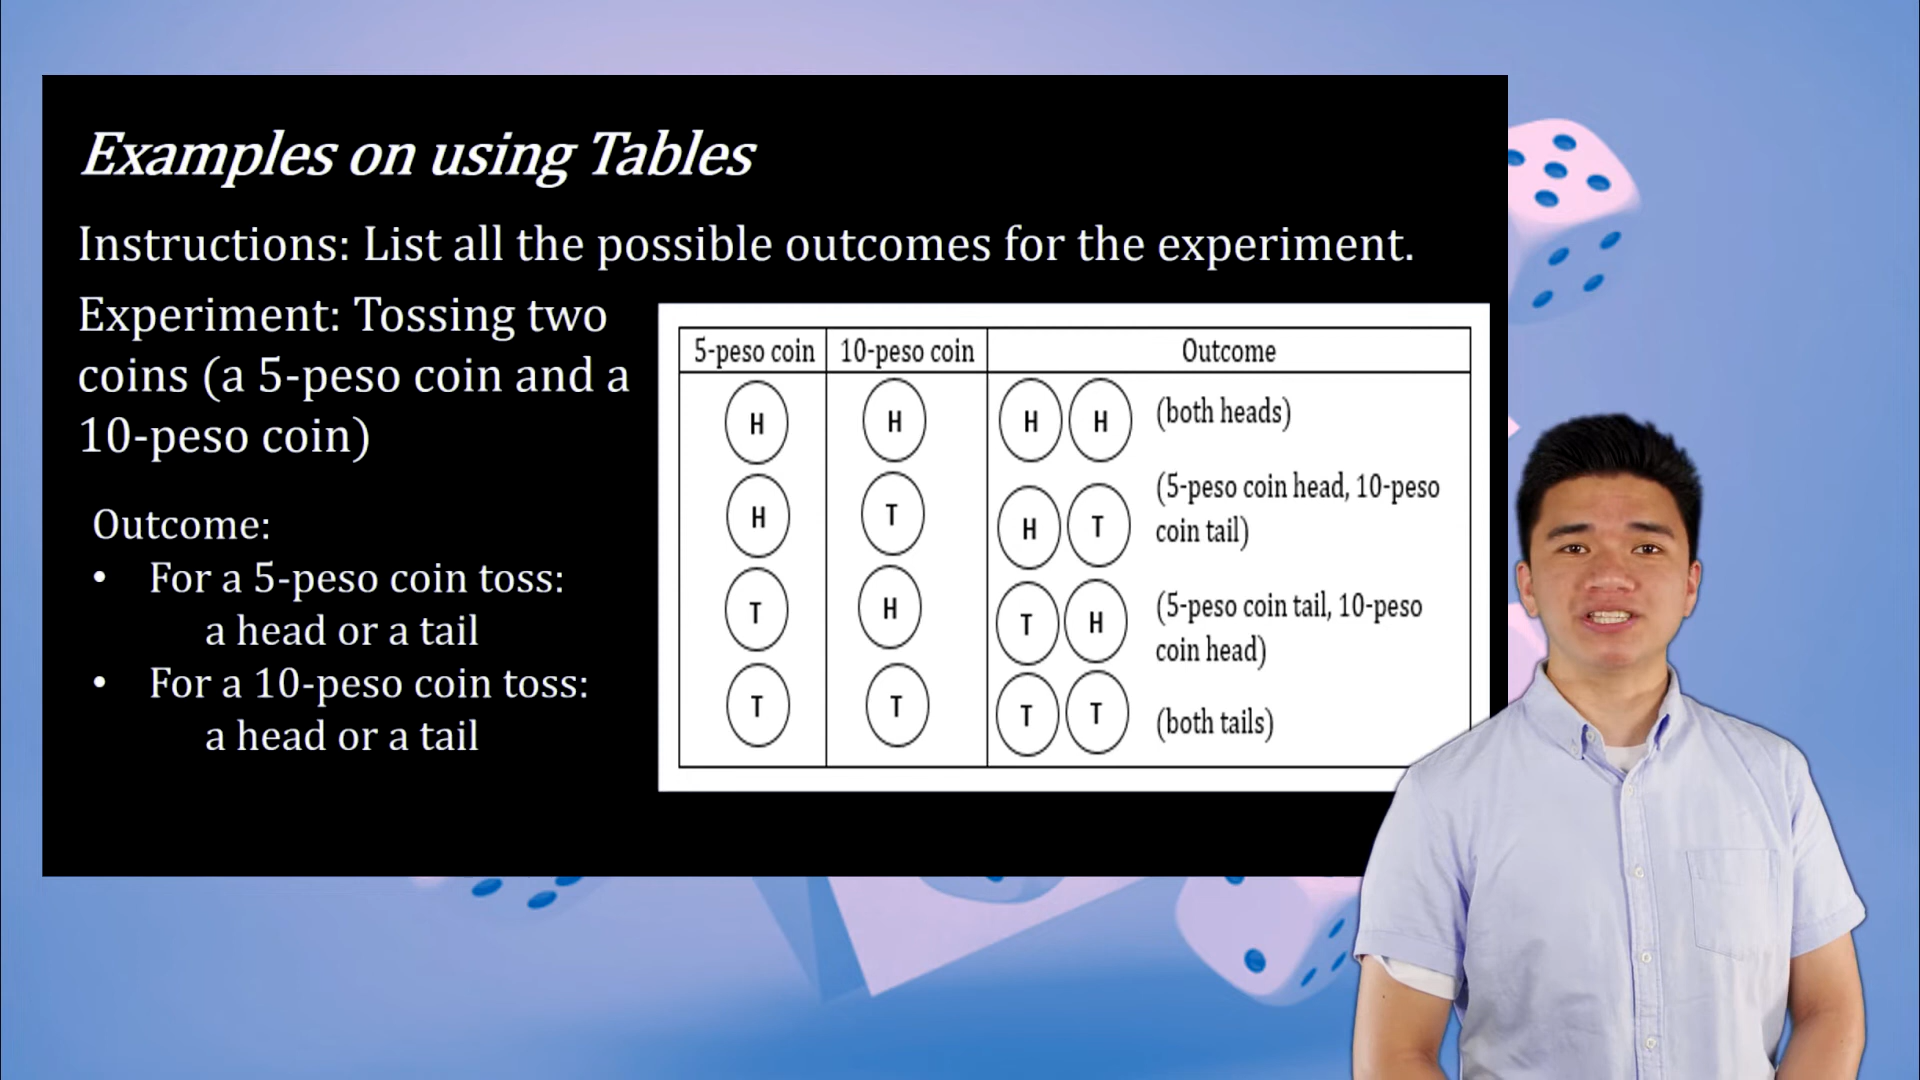 Examples on using Tables
Instructions: List all the possible outcomes for the experiment.
Experiment: Tossing two
coins (a 5-peso coin and a
10-peso coin)
Outcome:
• For a 5-peso coin toss:
a head or a tail
• For a 10-peso coin toss:
a head or a tail
5-peso coin 10-peso coin Outcome
H H H H (both heads)
H T H T (5-peso coin head, 10-peso
coin tail)
T H T H (5-peso coin tail, 10-peso
coin head)
T T T T (both tails)